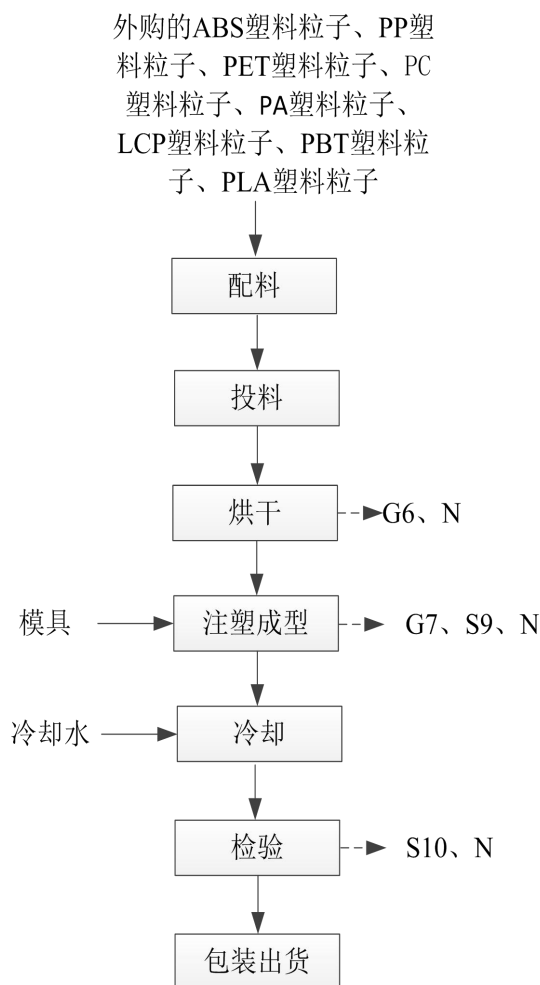 外购的ABS塑料粒子、PP塑
料粒子、PET塑料粒子、PC
塑料粒子、PA塑料粒子、
LCP塑料粒子、PBT塑料粒
子、PLA塑料粒子
配料
投料
烘干
G6、N
模具
注塑成型
G7、S9、N
冷却水
冷却
检验
S10、N
包装出货